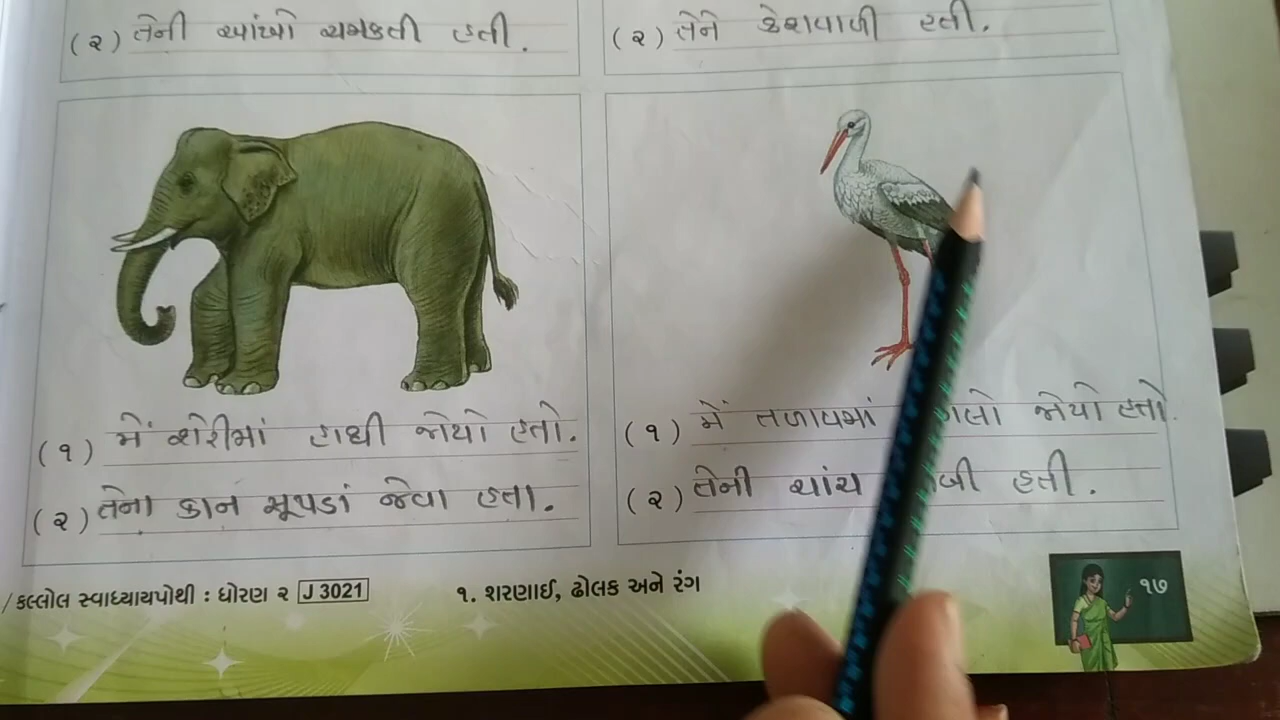 (૨) તેની આંખો ચમકતી હતી.
(૨) તેને કેશવાળી હતી.
(૧) મેં શેરીમાં હાથી જોયો હતો.
(૨) તેના કાન સૂપડાં જેવા હતા.
(૧) મેં તળાવમાં જોયો હતો.
(૨) તેની ચાંચ હતી.
/ કલ્લોલ સ્વાધ્યાયપોથી : ધોરણ ૨ J 3021
૧. શરણાઈ, ઢોલક અને રંગ
૧૭